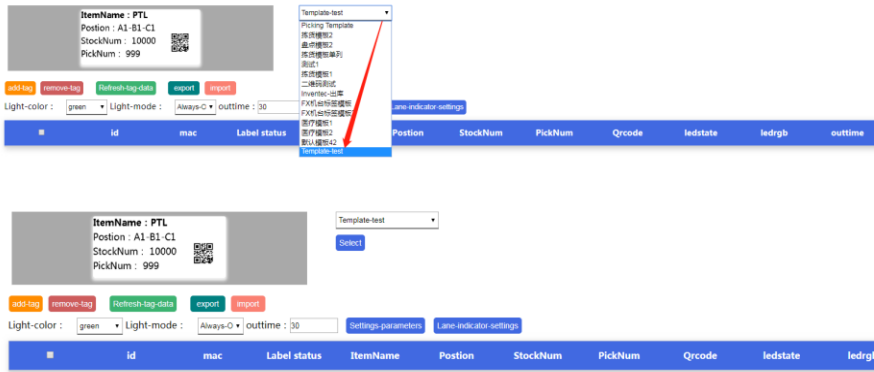 ItemName : PTL
Postion : A1-B1-C1
StockNum : 10000
PickNum : 999
Template-test
Picking Template
拣货模板2
盘点模板2
拣货模板单列
测试1
拣货模板1
二维码测试
Inventec-出库
FX机台标签模板
FX机台标签模板
医疗模板1
医疗模板2
默认模板42
Template-test
add-tag remove-tag Refresh-tag-data export import
Light-color : green Light-mode : Always-O outtime : 30 Lane-indicator-settings
id mac Label status Postion StockNum PickNum Qrcode ledstate ledrgb outtime
ItemName : PTL
Postion : A1-B1-C1
StockNum : 10000
PickNum : 999
Template-test
Select
add-tag remove-tag Refresh-tag-data export import
Light-color : green Light-mode : Always-O outtime : 30 Settings-parameters Lane-indicator-settings
id mac Label status ItemName Postion StockNum PickNum Qrcode ledstate ledrgb